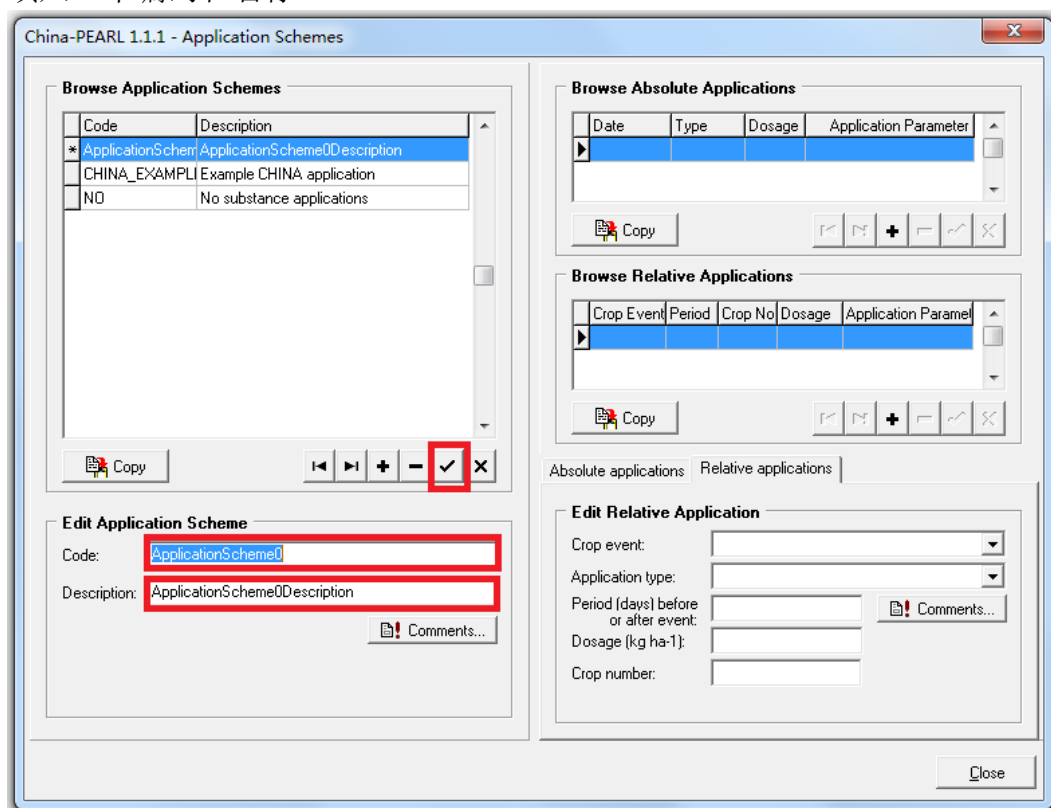 China-PEARL 1.1.1 - Application Schemes
Browse Application Schemes
Code Description
* ApplicationSchem ApplicationScheme0Description
CHINA_EXAMPL Example CHINA application
NO No substance applications
Copy
Edit Application Scheme
Code: ApplicationScheme0
Description: ApplicationScheme0Description
Comments...
Browse Absolute Applications
Date Type Dosage Application Parameter
Copy
Browse Relative Applications
Crop Event Period Crop No Dosage Application Paramet
Copy
Absolute applications Relative applications
Edit Relative Application
Crop event:
Application type:
Period (days) before
or after event:
Comments...
Dosage (kg ha-1):
Crop number:
Close